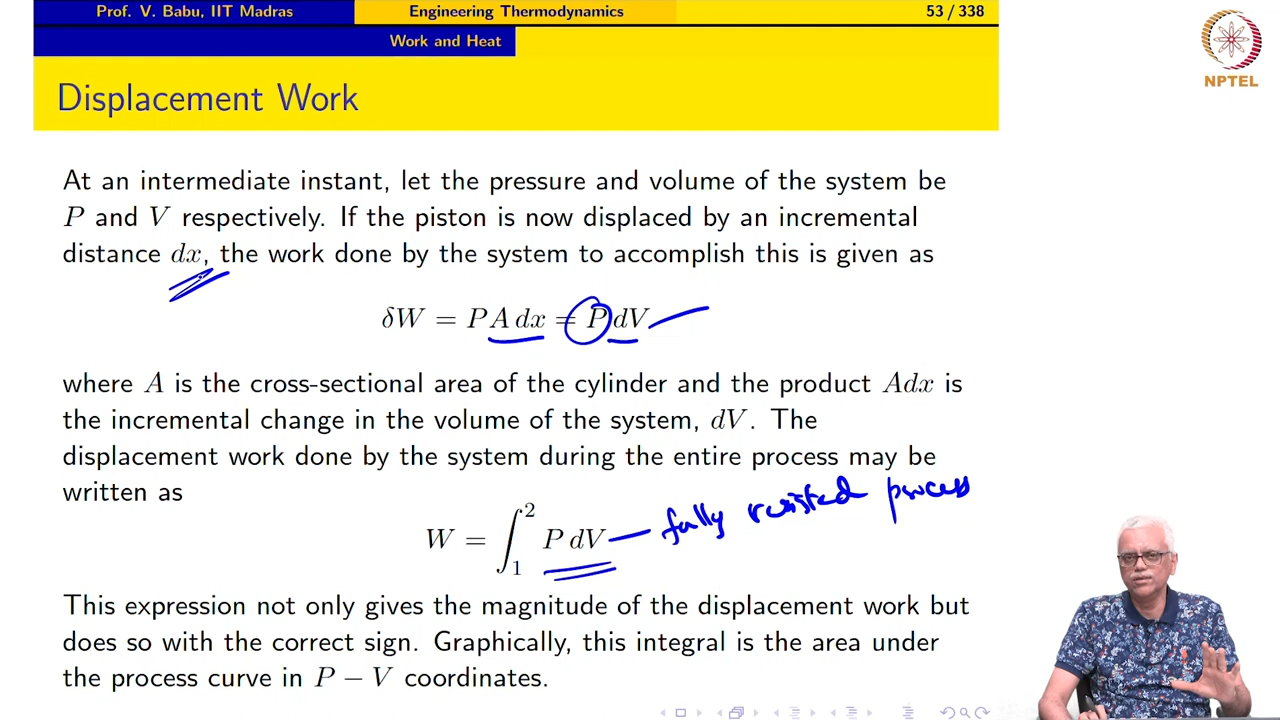 Prof. V. Babu, IIT Madras
Engineering Thermodynamics
53 / 338
Work and Heat
NPTEL
Displacement Work
At an intermediate instant, let the pressure and volume of the system be
P and V respectively. If the piston is now displaced by an incremental
distance dx, the work done by the system to accomplish this is given as
δW = P A dx = P dV
where A is the cross-sectional area of the cylinder and the product Adx is
the incremental change in the volume of the system, dV. The
displacement work done by the system during the entire process may be
written as
W = ∫₁² P dV — fully resisted process
This expression not only gives the magnitude of the displacement work but
does so with the correct sign. Graphically, this integral is the area under
the process curve in P − V coordinates.